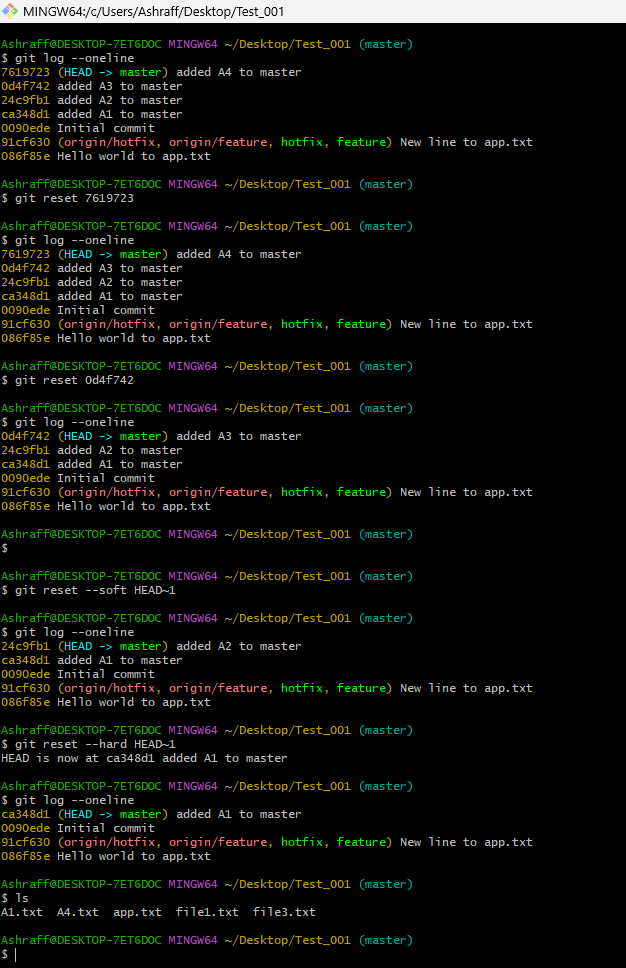 MINGW64:/c/Users/Ashraff/Desktop/Test_001
Ashraff@DESKTOP-7ET6DOC MINGW64 ~/Desktop/Test_001 (master)
$ git log --oneline
7619723 (HEAD -> master) added A4 to master
0d4f742 added A3 to master
24c9fb1 added A2 to master
ca348d1 added A1 to master
0090ede Initial commit
91cf630 (origin/hotfix, origin/feature, hotfix, feature) New line to app.txt
086f85e Hello world to app.txt
Ashraff@DESKTOP-7ET6DOC MINGW64 ~/Desktop/Test_001 (master)
$ git reset 7619723
Ashraff@DESKTOP-7ET6DOC MINGW64 ~/Desktop/Test_001 (master)
$ git log --oneline
7619723 (HEAD -> master) added A4 to master
0d4f742 added A3 to master
24c9fb1 added A2 to master
ca348d1 added A1 to master
0090ede Initial commit
91cf630 (origin/hotfix, origin/feature, hotfix, feature) New line to app.txt
086f85e Hello world to app.txt
Ashraff@DESKTOP-7ET6DOC MINGW64 ~/Desktop/Test_001 (master)
$ git reset 0d4f742
Ashraff@DESKTOP-7ET6DOC MINGW64 ~/Desktop/Test_001 (master)
$ git log --oneline
0d4f742 (HEAD -> master) added A3 to master
24c9fb1 added A2 to master
ca348d1 added A1 to master
0090ede Initial commit
91cf630 (origin/hotfix, origin/feature, hotfix, feature) New line to app.txt
086f85e Hello world to app.txt
Ashraff@DESKTOP-7ET6DOC MINGW64 ~/Desktop/Test_001 (master)
$
Ashraff@DESKTOP-7ET6DOC MINGW64 ~/Desktop/Test_001 (master)
$ git reset --soft HEAD~1
Ashraff@DESKTOP-7ET6DOC MINGW64 ~/Desktop/Test_001 (master)
$ git log --oneline
24c9fb1 (HEAD -> master) added A2 to master
ca348d1 added A1 to master
0090ede Initial commit
91cf630 (origin/hotfix, origin/feature, hotfix, feature) New line to app.txt
086f85e Hello world to app.txt
Ashraff@DESKTOP-7ET6DOC MINGW64 ~/Desktop/Test_001 (master)
$ git reset --hard HEAD~1
HEAD is now at ca348d1 added A1 to master
Ashraff@DESKTOP-7ET6DOC MINGW64 ~/Desktop/Test_001 (master)
$ git log --oneline
ca348d1 (HEAD -> master) added A1 to master
0090ede Initial commit
91cf630 (origin/hotfix, origin/feature, hotfix, feature) New line to app.txt
086f85e Hello world to app.txt
Ashraff@DESKTOP-7ET6DOC MINGW64 ~/Desktop/Test_001 (master)
$ ls
A1.txt  A4.txt  app.txt  file1.txt  file3.txt
Ashraff@DESKTOP-7ET6DOC MINGW64 ~/Desktop/Test_001 (master)
$